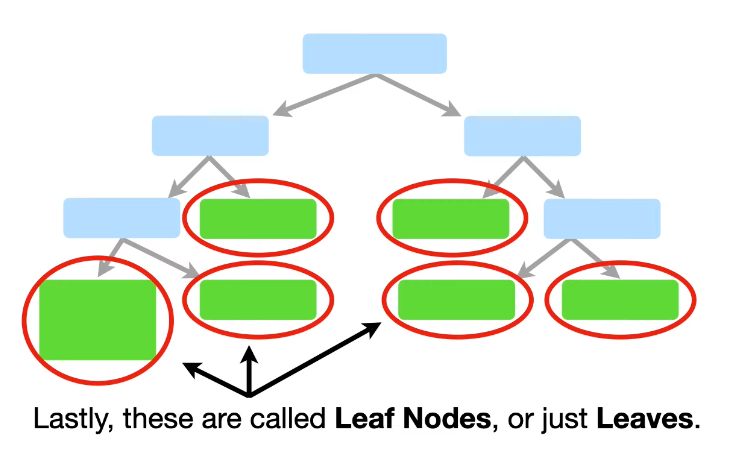 Lastly, these are called Leaf Nodes, or just Leaves.